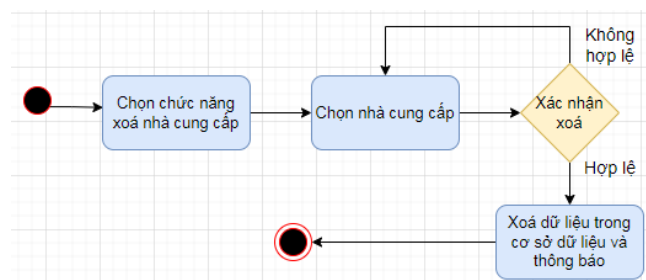 Chọn chức năng
xoá nhà cung cấp
Chọn nhà cung cấp
Xác nhận
xoá
Không
hợp lệ
Hợp lệ
Xoá dữ liệu trong
cơ sở dữ liệu và
thông báo